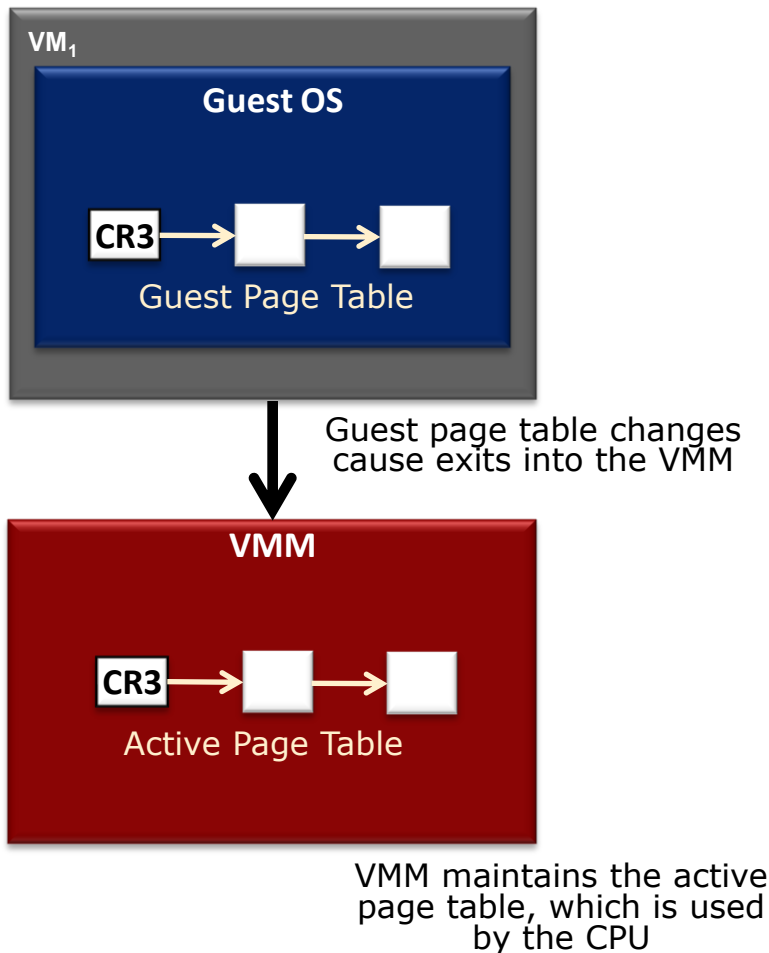 VM1
Guest OS
CR3
Guest Page Table
Guest page table changes
cause exits into the VMM
VMM
CR3
Active Page Table
VMM maintains the active
page table, which is used
by the CPU